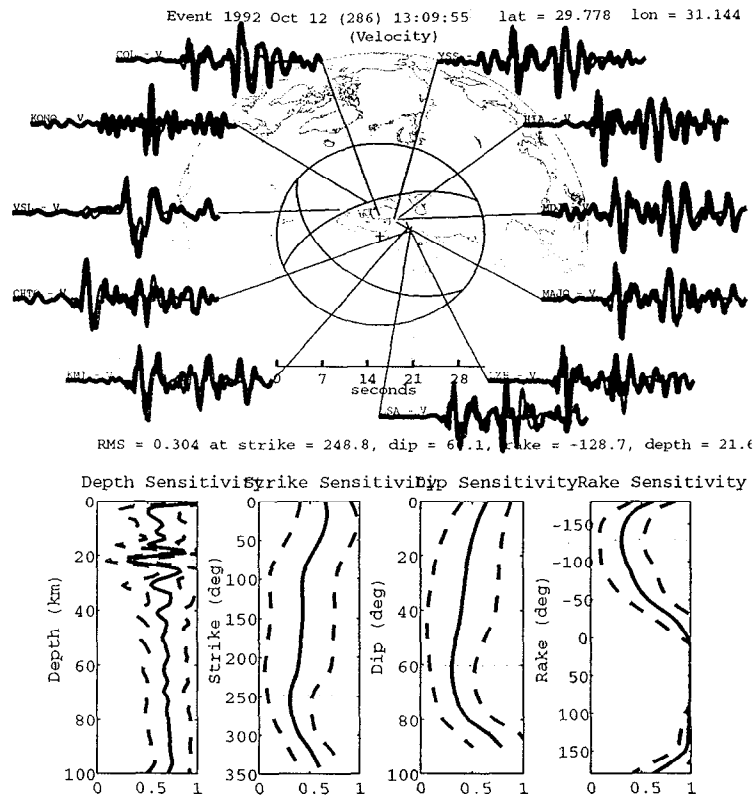 Event 1992 Oct 12 (286) 13:09:55 lat = 29.778 lon = 31.144
(Velocity)
COL - V
VSS -
KONO - V
HIA - V
VSL - V
MDJ V
CHTO - V
MAJO - V
KMI - V
V
SA - V
0 7 14 21 28
seconds
RMS = 0.304 at strike = 248.8, dip = rake = -128.7, depth = 21.6
Depth Sensitivity Strike Sensitivity Dip Sensitivity Rake Sensitivity
Depth (km)
0
20
40
60
80
100
0 0.5 1
Strike (deg)
0
50
100
150
200
250
300
350
0 0.5 1
Dip (deg)
0
20
40
60
80
100
0 0.5 1
Rake (deg)
-150
-100
-50
0
50
100
150
0 0.5 1